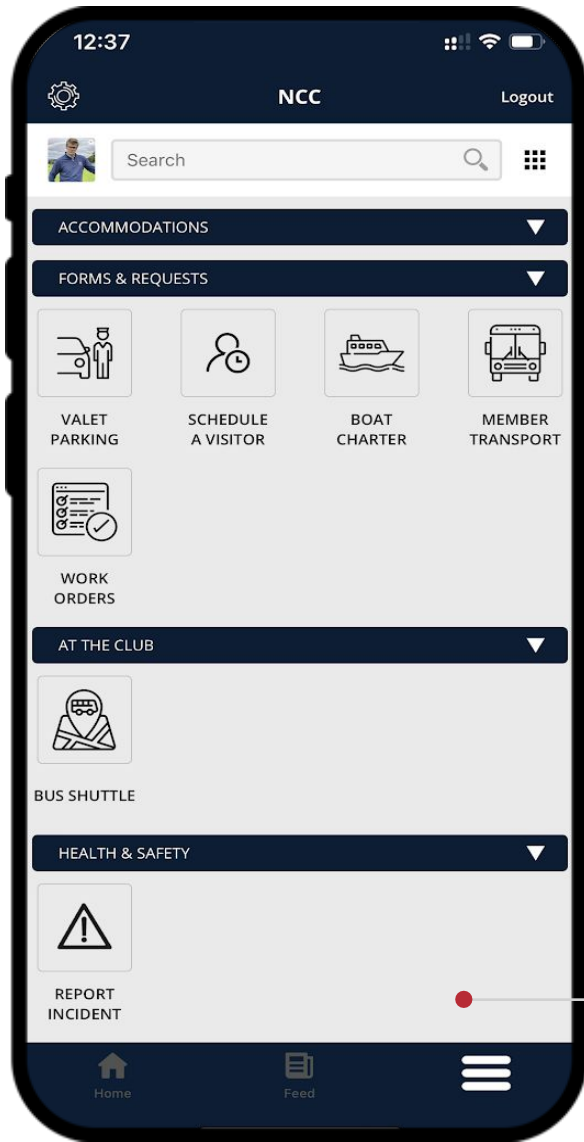 12:37
NCC
Logout
Search
ACCOMMODATIONS
FORMS & REQUESTS
VALET
PARKING
SCHEDULE
A VISITOR
BOAT
CHARTER
MEMBER
TRANSPORT
WORK
ORDERS
AT THE CLUB
BUS SHUTTLE
HEALTH & SAFETY
REPORT
INCIDENT
Home
Feed